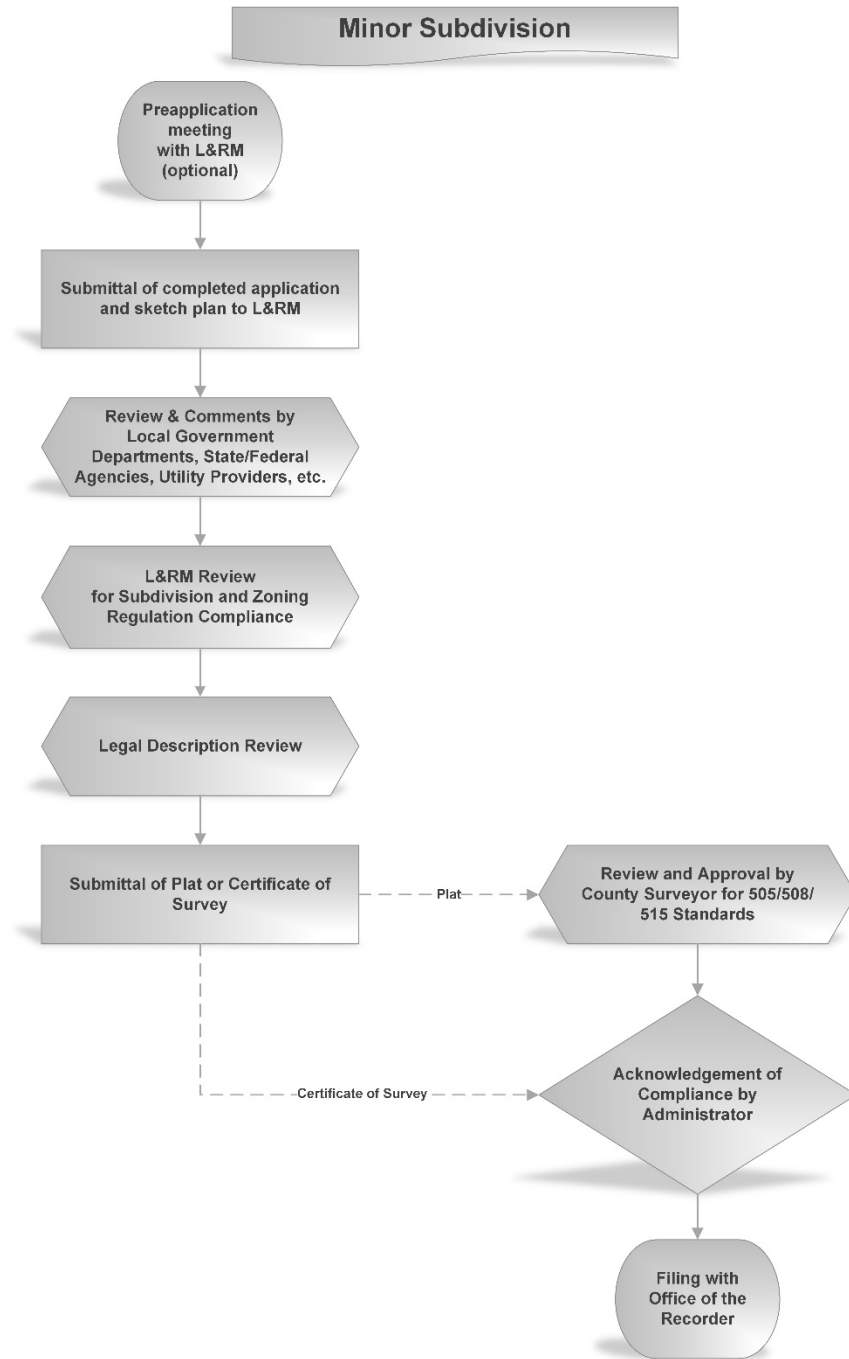 Minor Subdivision
Preapplication
meeting
with L&RM
(optional)
Submittal of completed application
and sketch plan to L&RM
Review & Comments by
Local Government
Departments, State/Federal
Agencies, Utility Providers, etc.
L&RM Review
for Subdivision and Zoning
Regulation Compliance
Legal Description Review
Submittal of Plat or Certificate of
Survey
Plat
Review and Approval by
County Surveyor for 505/508/
515 Standards
Certificate of Survey
Acknowledgement of
Compliance by
Administrator
Filing with
Office of the
Recorder